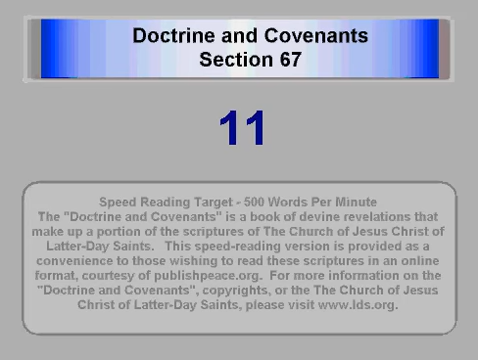 Doctrine and Covenants
Section 67
11
Speed Reading Target - 500 Words Per Minute
The "Doctrine and Covenants" is a book of devine revelations that
make up a portion of the scriptures of The Church of Jesus Christ of
Latter-Day Saints. This speed-reading version is provided as a
convenience to those wishing to read these scriptures in an online
format, courtesy of publishpeace.org. For more information on the
"Doctrine and Covenants", copyrights, or the The Church of Jesus
Christ of Latter-Day Saints, please visit www.lds.org.